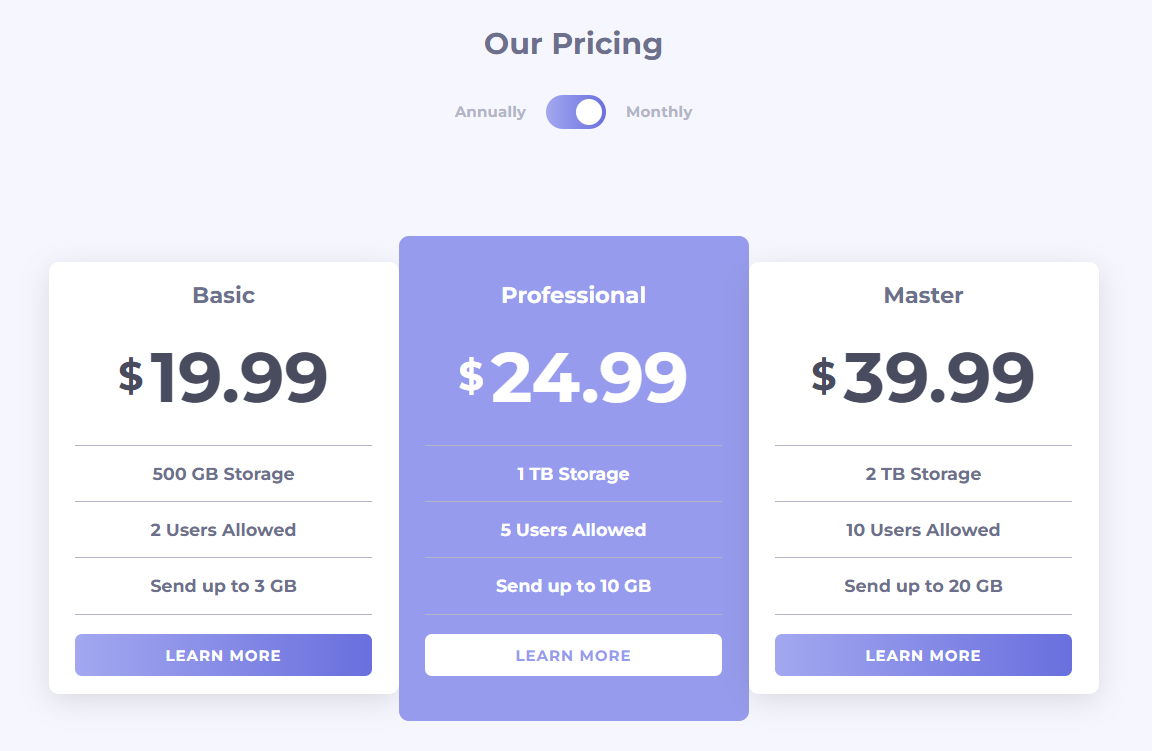 Our Pricing
Annually Monthly
Basic
$19.99
500 GB Storage
2 Users Allowed
Send up to 3 GB
LEARN MORE
Professional
$24.99
1 TB Storage
5 Users Allowed
Send up to 10 GB
LEARN MORE
Master
$39.99
2 TB Storage
10 Users Allowed
Send up to 20 GB
LEARN MORE